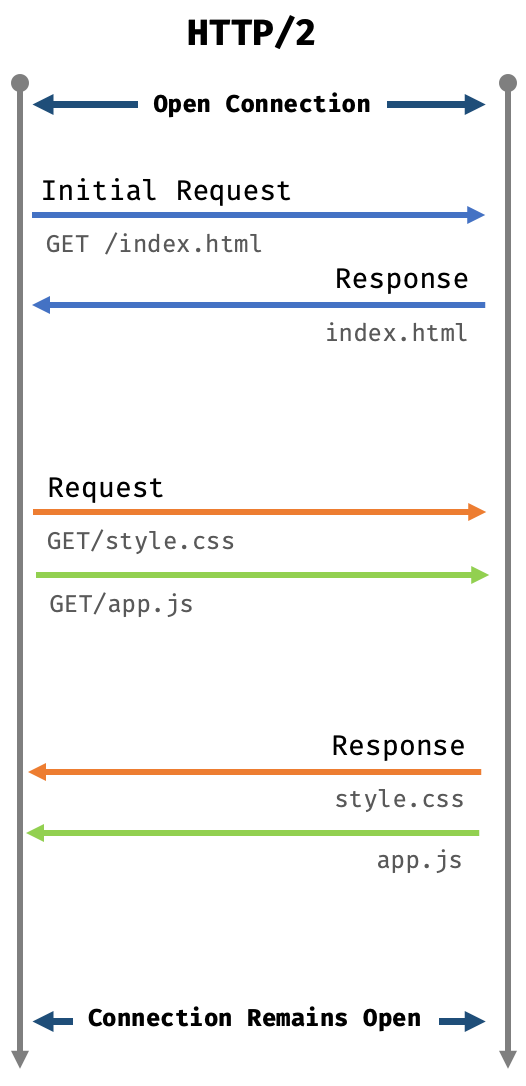 HTTP/2
Open Connection
Initial Request
GET /index.html
Response
index.html
Request
GET/style.css
GET/app.js
Response
style.css
app.js
Connection Remains Open